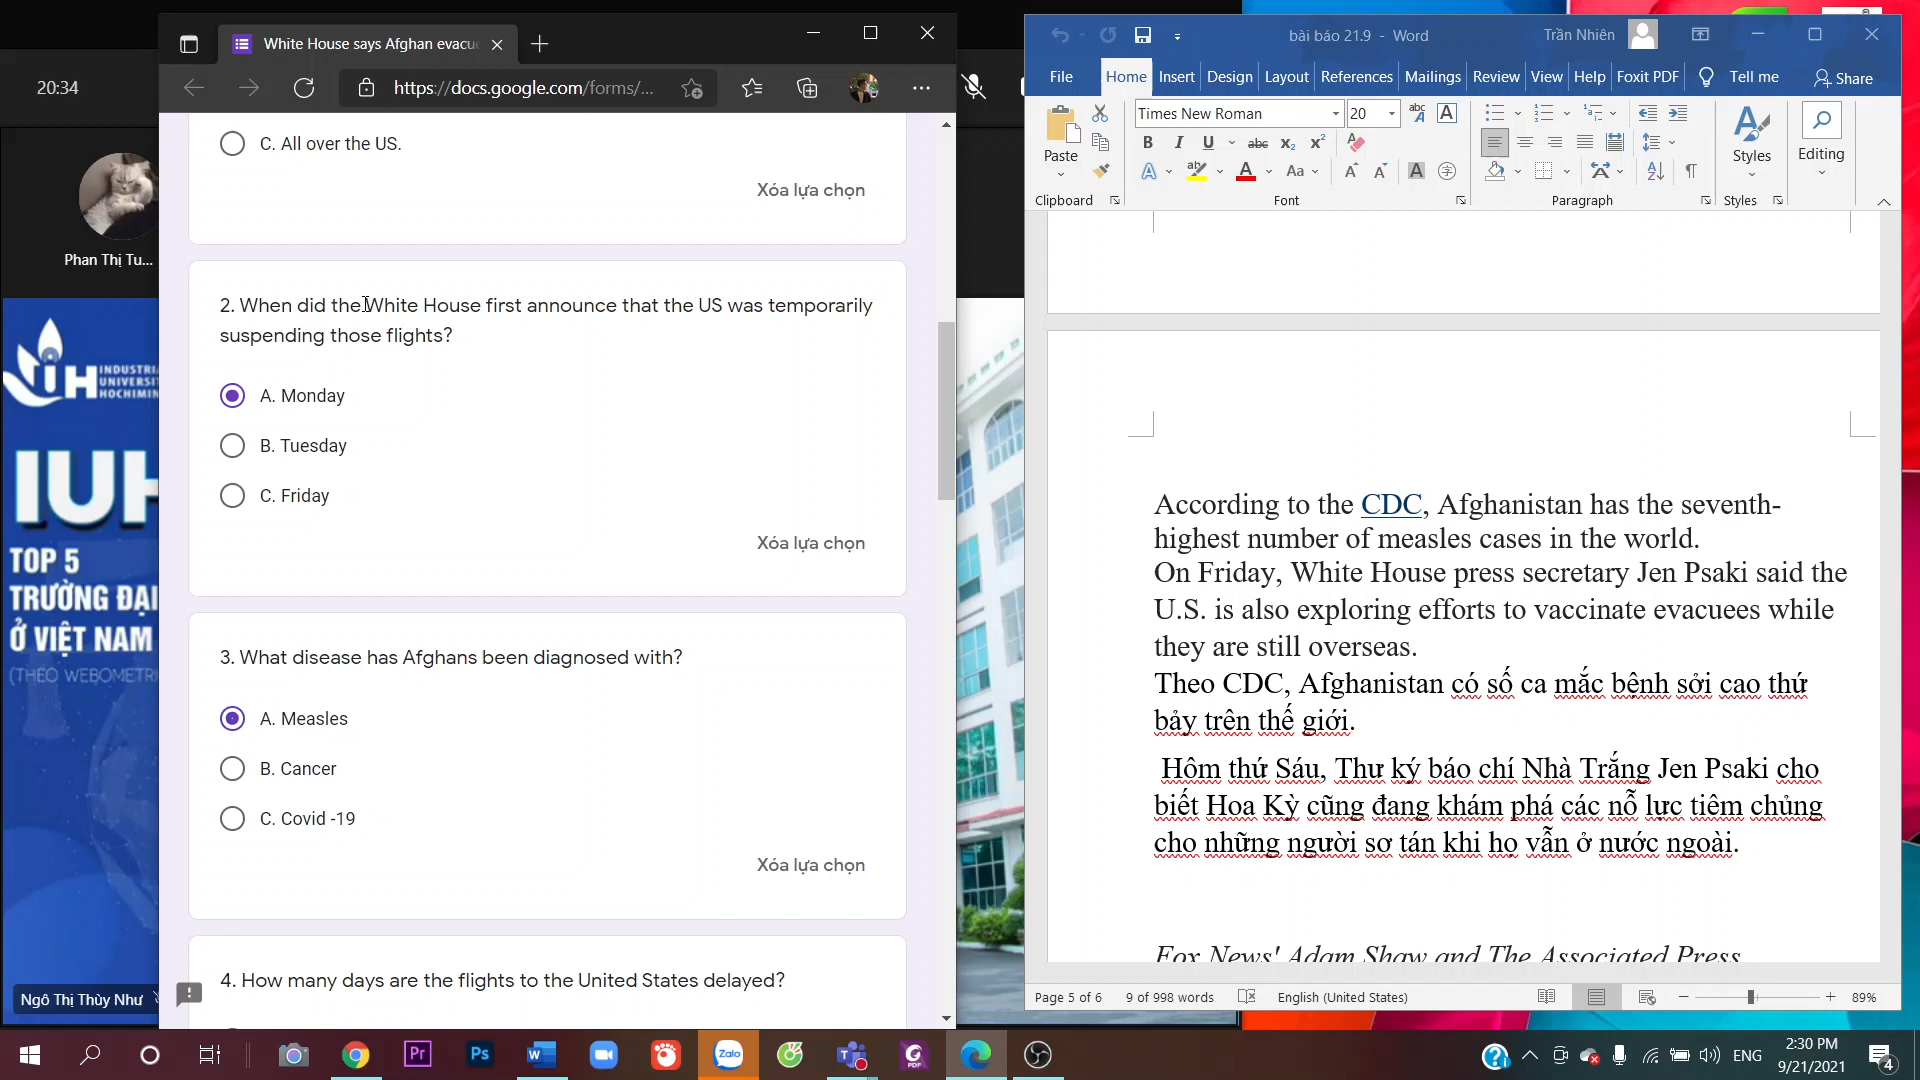 20:34
Phan Thị Tu...
INDUSTRI
UNIVERSI
HOCHIMIN
IUH
TOP 5
TRƯỜNG ĐẠI
Ở VIỆT NAM
(THEO WEBOMETRI
Ngô Thị Thùy Như
White House says Afghan evacu
https://docs.google.com/forms/...
C. All over the US.
Xóa lựa chọn
2. When did the White House first announce that the US was temporarily
suspending those flights?
A. Monday
B. Tuesday
C. Friday
Xóa lựa chọn
3. What disease has Afghans been diagnosed with?
A. Measles
B. Cancer
C. Covid -19
Xóa lựa chọn
4. How many days are the flights to the United States delayed?
bài báo 21.9 - Word
Trần Nhiên
File Home Insert Design Layout References Mailings Review View Help Foxit PDF Tell me Share
Times New Roman 20
Paste
Styles
Editing
Clipboard Font Paragraph Styles
According to the CDC, Afghanistan has the seventh-
highest number of measles cases in the world.
On Friday, White House press secretary Jen Psaki said the
U.S. is also exploring efforts to vaccinate evacuees while
they are still overseas.
Theo CDC, Afghanistan có số ca mắc bệnh sởi cao thứ
bảy trên thế giới.
Hôm thứ Sáu, Thư ký báo chí Nhà Trắng Jen Psaki cho
biết Hoa Kỳ cũng đang khám phá các nỗ lực tiêm chủng
cho những người sơ tán khi họ vẫn ở nước ngoài.
Fox News' Adam Shaw and The Associated Press
Page 5 of 6 9 of 998 words English (United States) 89%
Pr
Ps
Zalo
ENG
2:30 PM
9/21/2021
4